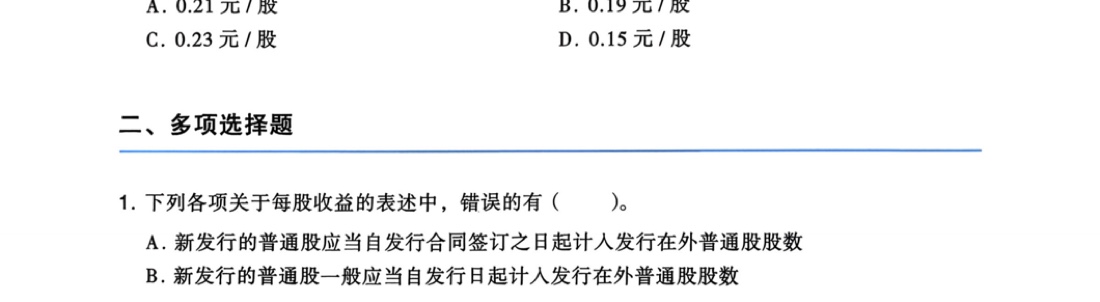 A. 0.21 元 / 股 B. 0.19 元 / 股
C. 0.23 元 / 股 D. 0.15 元 / 股
二、多项选择题
1. 下列各项关于每股收益的表述中，错误的有（ ）。
A. 新发行的普通股应当自发行合同签订之日起计入发行在外普通股股数
B. 新发行的普通股一般应当自发行日起计入发行在外普通股股数